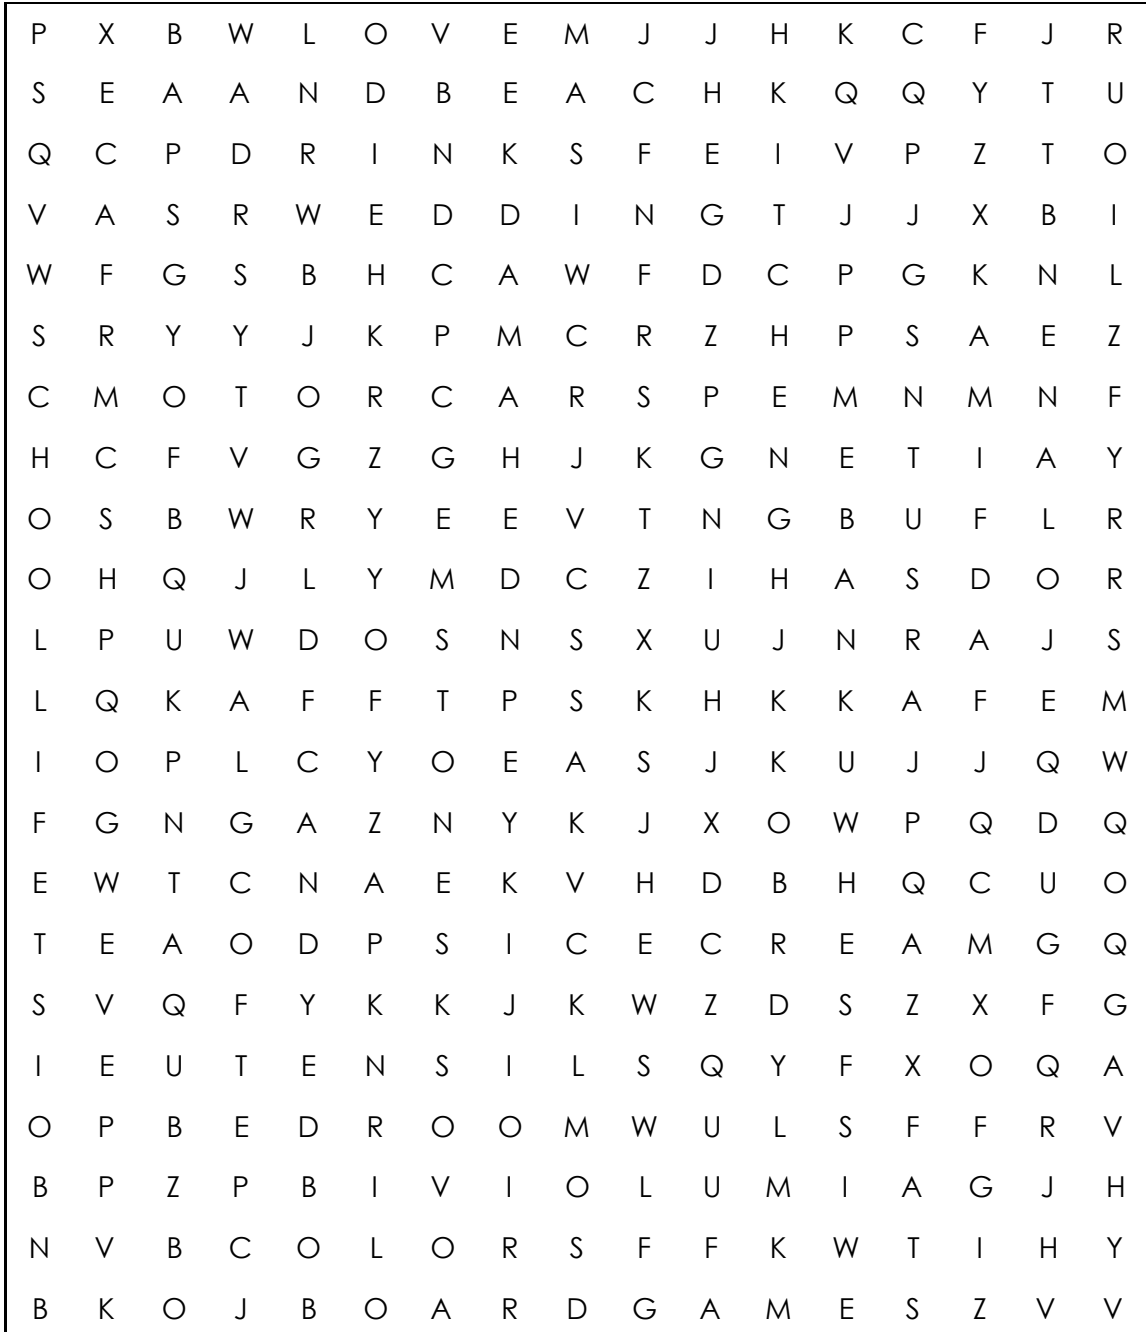 P X B W L O V E M J J H K C F J R
S E A A N D B E A C H K Q Q Y T U
Q C P D R I N K S F E I V P Z T O
V A S R W E D D I N G T J J X B I
W F G S B H C A W F D C P G K N L
S R Y Y J K P M C R Z H P S A E Z
C M O T O R C A R S P E M N M N F
H C F V G Z G H J K G N E T I A Y
O S B W R Y E E V T N G B U F L R
O H Q J L Y M D C Z I H A S D O R
L P U W D O S N S X U J N R A J S
L Q K A F F T P S K H K K A F E M
I O P L C Y O E A S J K U J J Q W
F G N G A Z N Y K J X O W P Q D Q
E W T C N A E K V H D B H Q C U O
T E A O D P S I C E C R E A M G Q
S V Q F Y K K J K W Z D S Z X F G
I E U T E N S I L S Q Y F X O Q A
O P B E D R O O M W U L S F F R V
B P Z P B I V I O L U M I A G J H
N V B C O L O R S F F K W T I H Y
B K O J B O A R D G A M E S Z V V